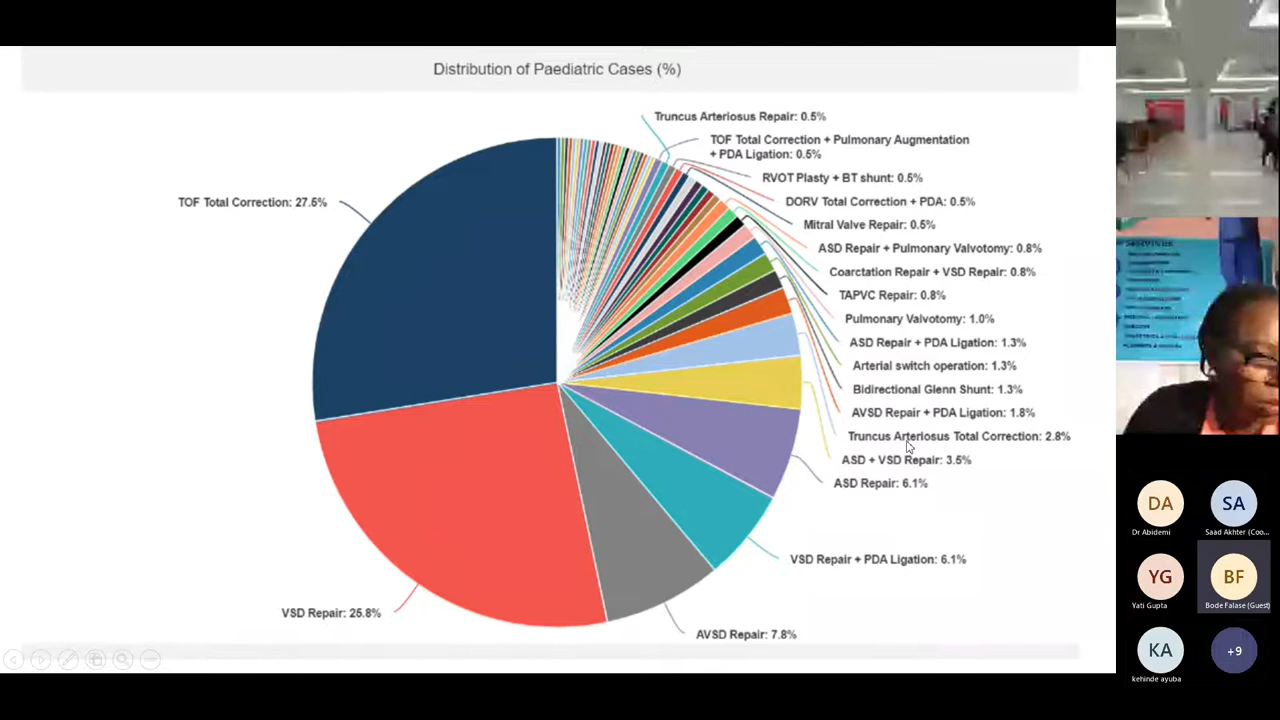 Distribution of Paediatric Cases (%)
Truncus Arteriosus Repair: 0.5%
TOF Total Correction + Pulmonary Augmentation
+ PDA Ligation: 0.5%
RVOT Plasty + BT shunt: 0.5%
DORV Total Correction + PDA: 0.5%
Mitral Valve Repair: 0.5%
ASD Repair + Pulmonary Valvotomy: 0.8%
Coarctation Repair + VSD Repair: 0.8%
TAPVC Repair: 0.8%
Pulmonary Valvotomy: 1.0%
ASD Repair + PDA Ligation: 1.3%
Arterial switch operation: 1.3%
Bidirectional Glenn Shunt: 1.3%
AVSD Repair + PDA Ligation: 1.8%
Truncus Arteriosus Total Correction: 2.8%
ASD + VSD Repair: 3.5%
ASD Repair: 6.1%
VSD Repair + PDA Ligation: 6.1%
AVSD Repair: 7.8%
VSD Repair: 25.8%
TOF Total Correction: 27.5%
DA
Dr Abidemi
SA
Saad Akhter (Coo...
YG
Yati Gupta
BF
Bode Falase (Guest)
KA
kehinde ayuba
+9